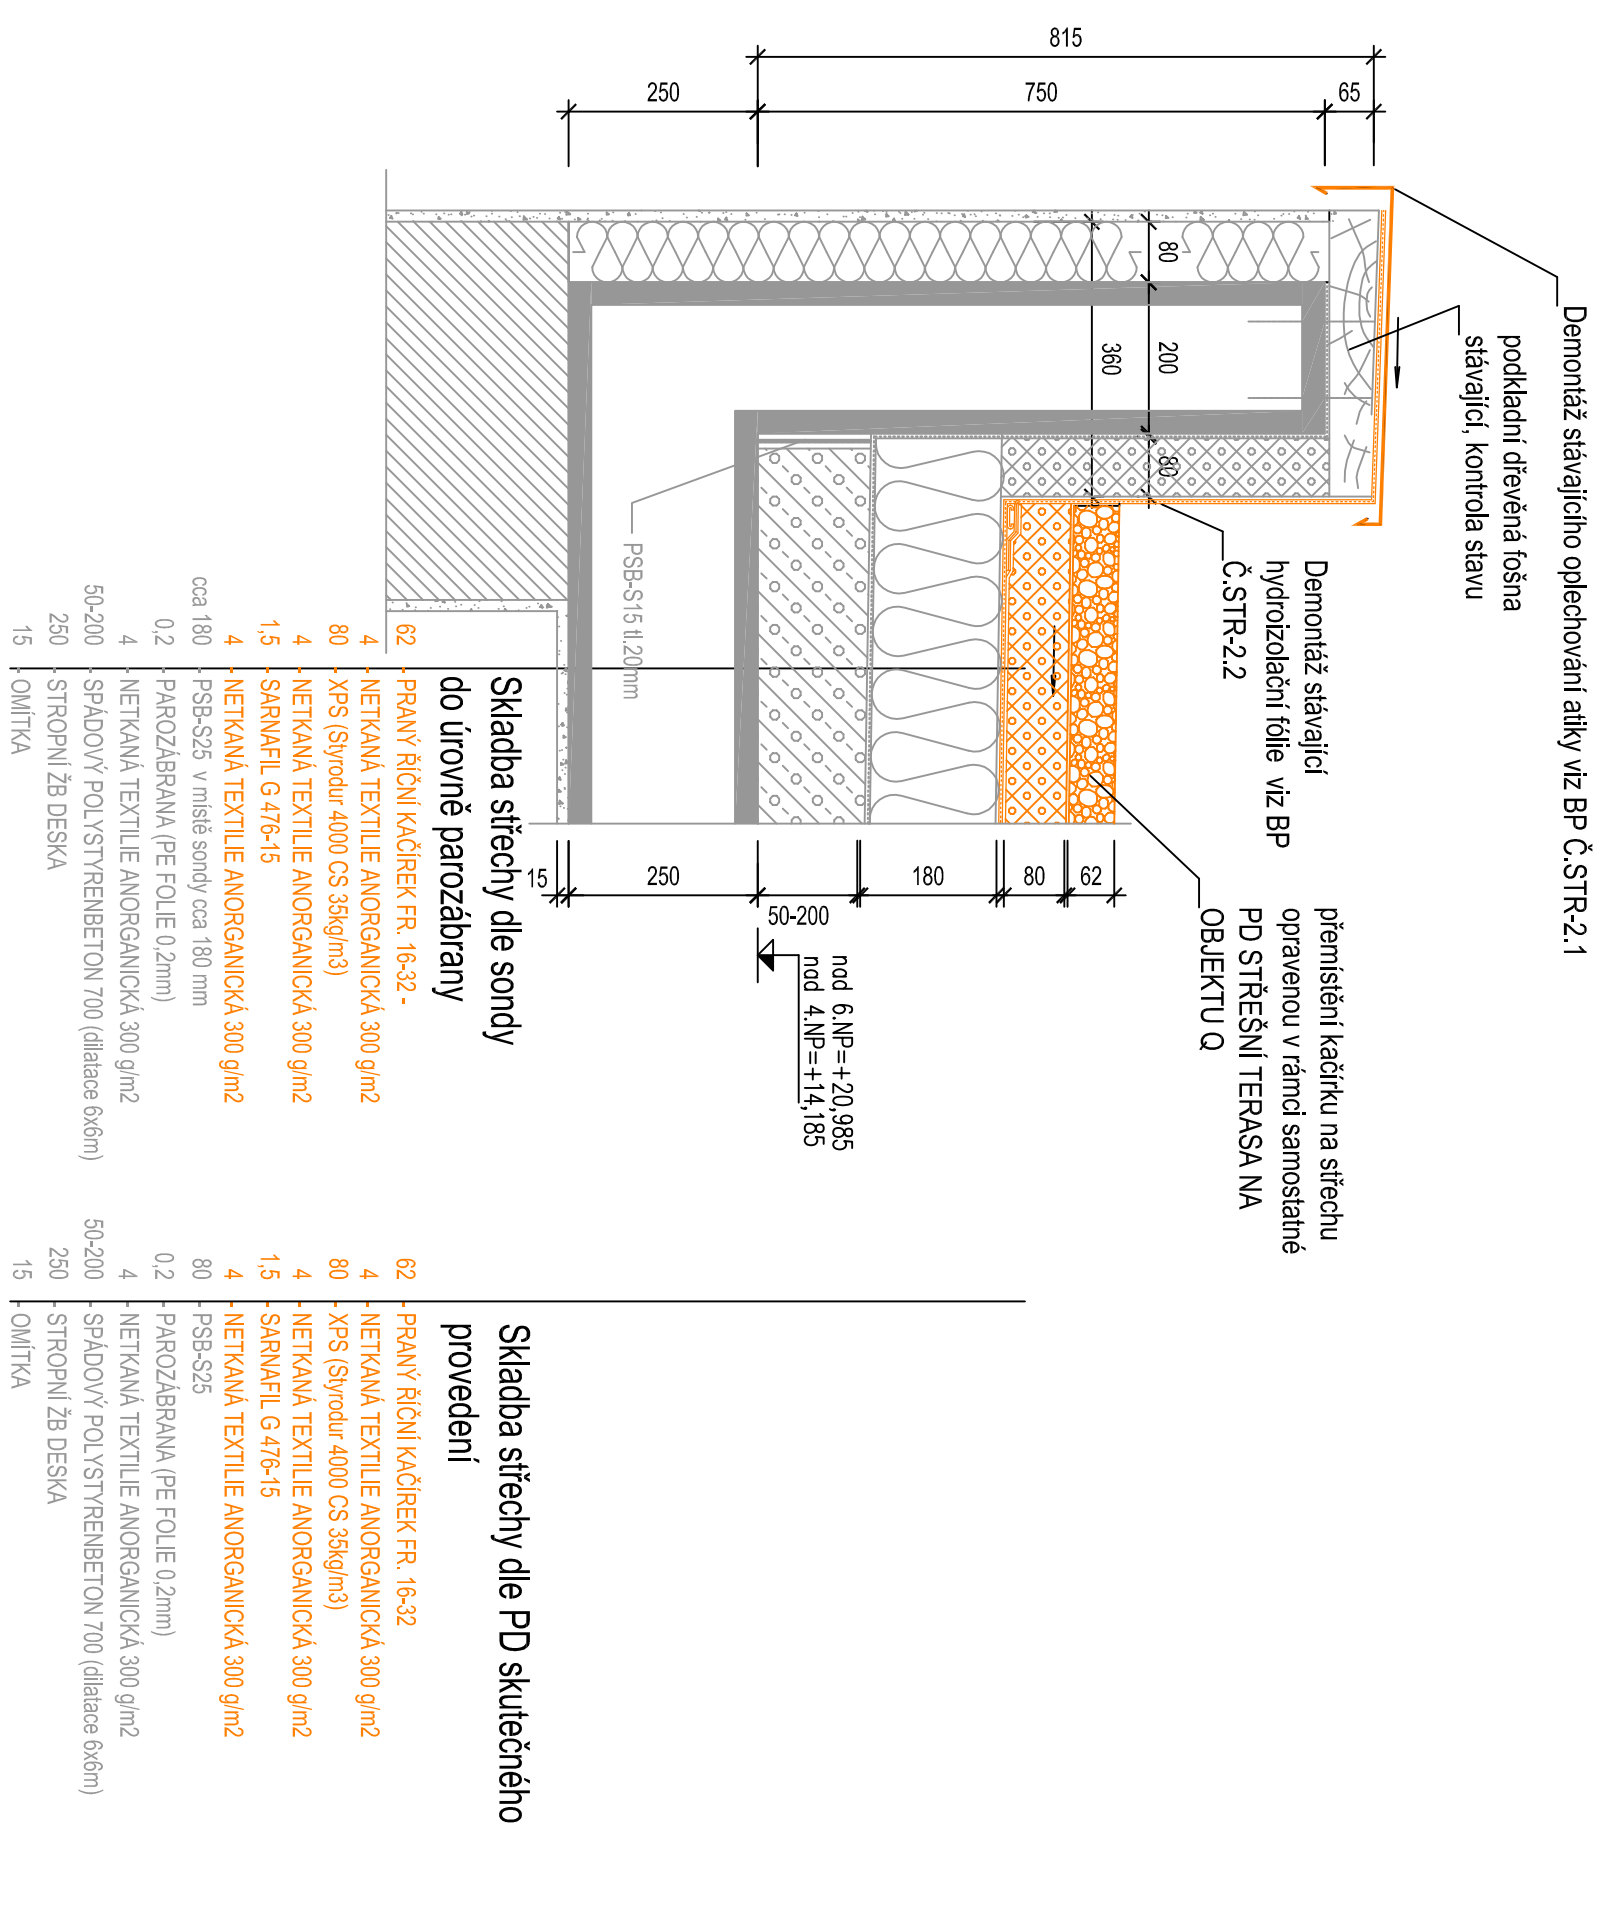 Demontáž stávajícího oplechování atiky viz BP Č.STR-2.1
podkladní dřevěná fošna
stávající, kontrola stavu
Demontáž stávající
hydroizolační fólie viz BP
Č.STR-2.2
přemístění kačírku na střechu
opravenou v rámci samostatné
PD STŘEŠNÍ TERASA NA
OBJEKTU Q
815
250
750
65
80
200
80
360
PSB-S15 tl.20mm
15
250
50-200
180
80
62
nad 6.NP=+20,985
nad 4.NP=+14,185
Skladba střechy dle sondy
do úrovně parozábrany
62 PRANÝ ŘÍČNÍ KAČÍREK FR. 16-32 -
4 NETKANÁ TEXTILIE ANORGANICKÁ 300 g/m2
80 XPS (Styrodur 4000 CS 35kg/m3)
4 NETKANÁ TEXTILIE ANORGANICKÁ 300 g/m2
1,5 SARNAFIL G 476-15
4 NETKANÁ TEXTILIE ANORGANICKÁ 300 g/m2
cca 180 PSB-S25 v místě sondy cca 180 mm
0,2 PAROZÁBRANA (PE FOLIE 0,2mm)
4 NETKANÁ TEXTILIE ANORGANICKÁ 300 g/m2
50-200 SPÁDOVÝ POLYSTYRENBETON 700 (dilatace 6x6m)
250 STROPNÍ ŽB DESKA
15 OMÍTKA
Skladba střechy dle PD skutečného
provedení
62 PRANÝ ŘÍČNÍ KAČÍREK FR. 16-32
4 NETKANÁ TEXTILIE ANORGANICKÁ 300 g/m2
80 XPS (Styrodur 4000 CS 35kg/m3)
4 NETKANÁ TEXTILIE ANORGANICKÁ 300 g/m2
1,5 SARNAFIL G 476-15
4 NETKANÁ TEXTILIE ANORGANICKÁ 300 g/m2
80 PSB-S25
0,2 PAROZÁBRANA (PE FOLIE 0,2mm)
4 NETKANÁ TEXTILIE ANORGANICKÁ 300 g/m2
50-200 SPÁDOVÝ POLYSTYRENBETON 700 (dilatace 6x6m)
250 STROPNÍ ŽB DESKA
15 OMÍTKA